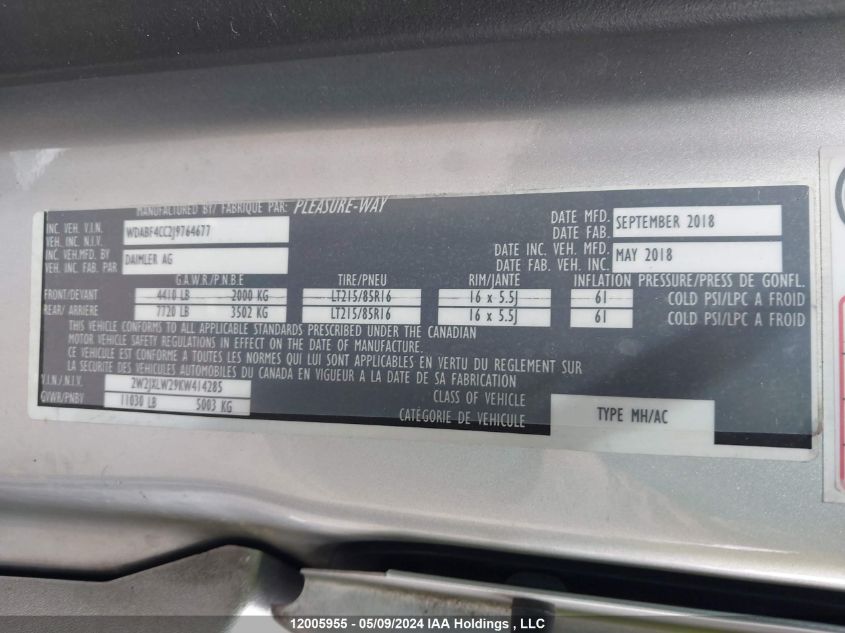 MANUFACTURED BY/ FABRIQUE PAR: PLEASURE-WAY
INC. VEH. V.I.N.
VEH. INC. N.I.V. WDABF4CC2J9764677
INC. VEH.MFD. BY
VEH. INC. FAB. PAR DAIMLER AG
DATE MFD.
DATE FAB. SEPTEMBER 2018
DATE INC. VEH. MFD.
DATE FAB. VEH. INC. MAY 2018
G.A.W.R./P.N.B.E TIRE/PNEU RIM/JANTE INFLATION PRESSURE/PRESS DE GONFL.
FRONT/DEVANT 4410 LB 2000 KG LT215/85R16 16 x 5.5J 61 COLD PSI/LPC A FROID
REAR/ ARRIÈRE 7720 LB 3502 KG LT215/85R16 16 x 5.5J 61 COLD PSI/LPC A FROID
THIS VEHICLE CONFORMS TO ALL APPLICABLE STANDARDS PRESCRIBED UNDER THE CANADIAN
MOTOR VEHICLE SAFETY REGULATIONS IN EFFECT ON THE DATE OF MANUFACTURE.
CE VEHICULE EST CONFORME A TOUTES LES NORMES QUI LUI SONT APPLICABLES EN VERTU DU REGLEMENT SUR
LA SECURITE DES VEHICULES AUTOMOBILES DU CANADA EN VIGUEUR A LA DATE DE SA FABRICATION
V.I.N./ N.I.V. 2W2JXLW29KW414285
GVWR/PNBV 11030 LB 5003 KG
CLASS OF VEHICLE
CATÉGORIE DE VEHICULE TYPE MH/AC
12005955 - 05/09/2024 IAA Holdings , LLC